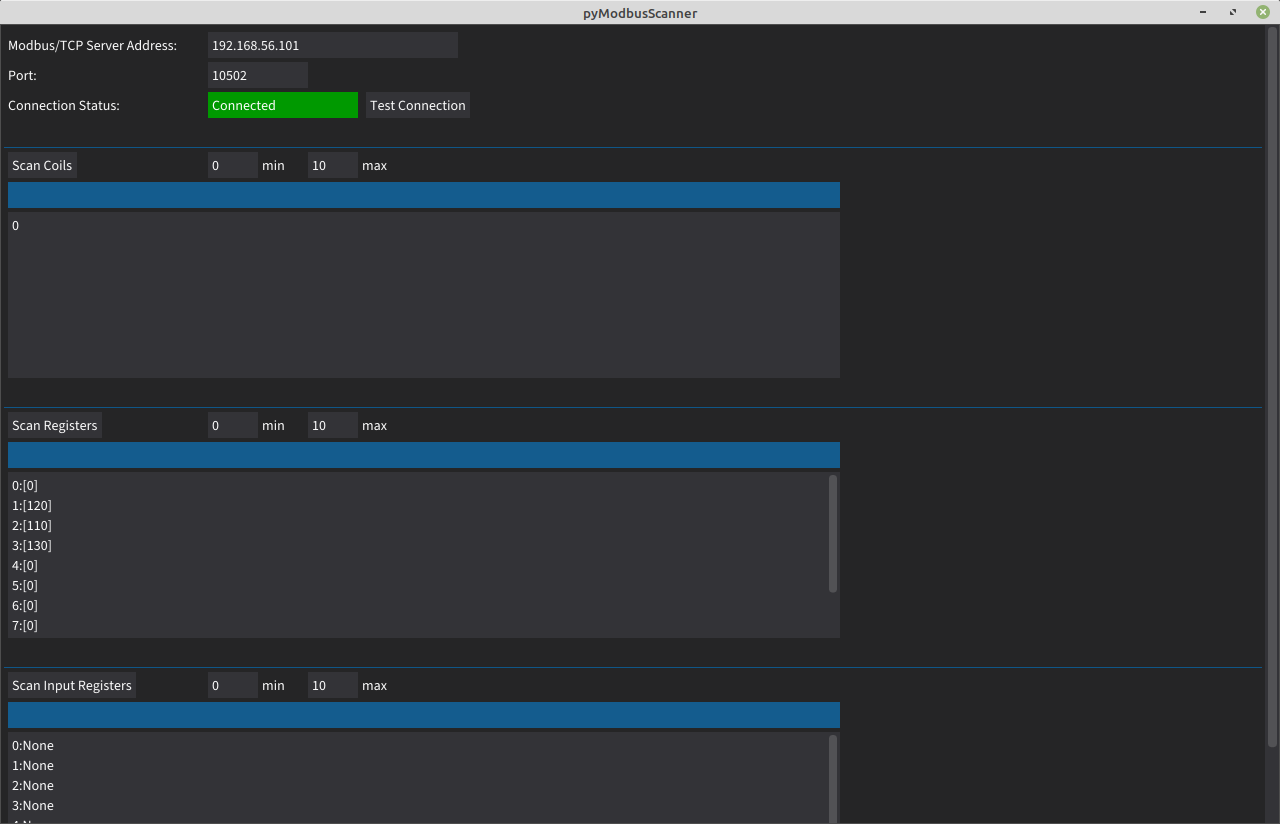 pyModbusScanner
Modbus/TCP Server Address: 192.168.56.101
Port: 10502
Connection Status: Connected Test Connection
Scan Coils 0 min 10 max
0
Scan Registers 0 min 10 max
0:[0]
1:[120]
2:[110]
3:[130]
4:[0]
5:[0]
6:[0]
7:[0]
Scan Input Registers 0 min 10 max
0:None
1:None
2:None
3:None